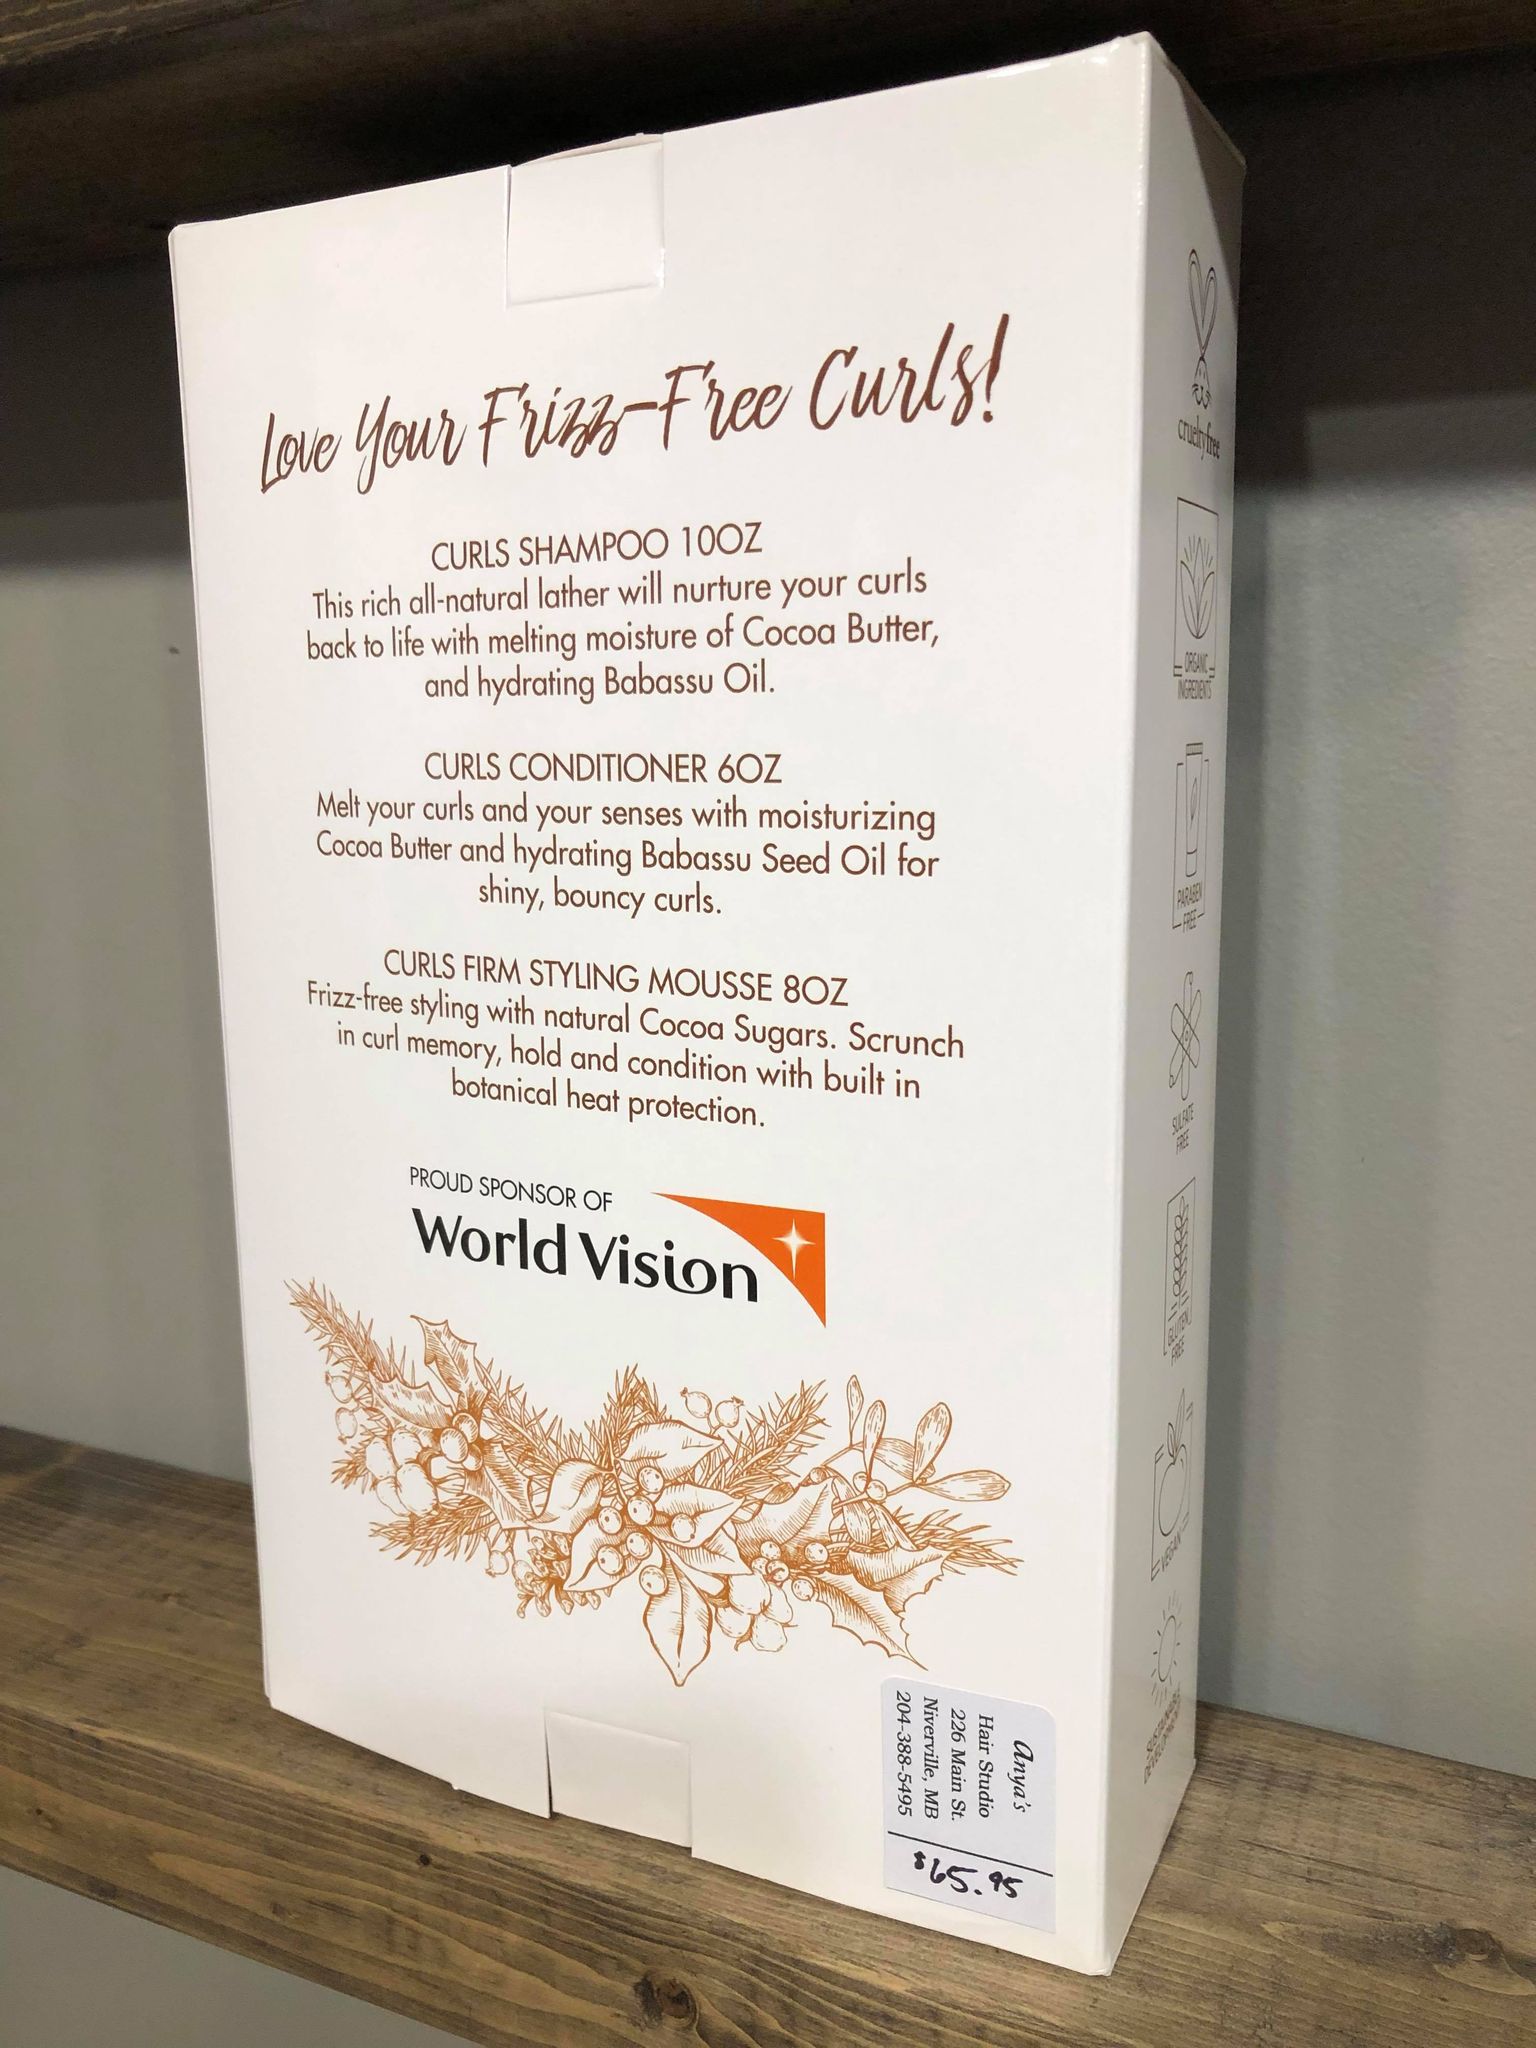 Love Your Frizz-Free Curls!
CURLS SHAMPOO 10OZ
This rich all-natural lather will nurture your curls
back to life with melting moisture of Cocoa Butter,
and hydrating Babassu Oil.
CURLS CONDITIONER 6OZ
Melt your curls and your senses with moisturizing
Cocoa Butter and hydrating Babassu Seed Oil for
shiny, bouncy curls.
CURLS FIRM STYLING MOUSSE 8OZ
Frizz-free styling with natural Cocoa Sugars. Scrunch
in curl memory, hold and condition with built in
botanical heat protection.
PROUD SPONSOR OF
World Vision
Anya's
Hair Studio
226 Main St.
Niverville, MB
204-388-5495
$65.95
cruelty free
ORGANIC
INGREDIENTS
PARABEN
FREE
SULFATE
FREE
GLUTEN
FREE
VEGAN
SUSTAINABLE
DEVELOPMENT